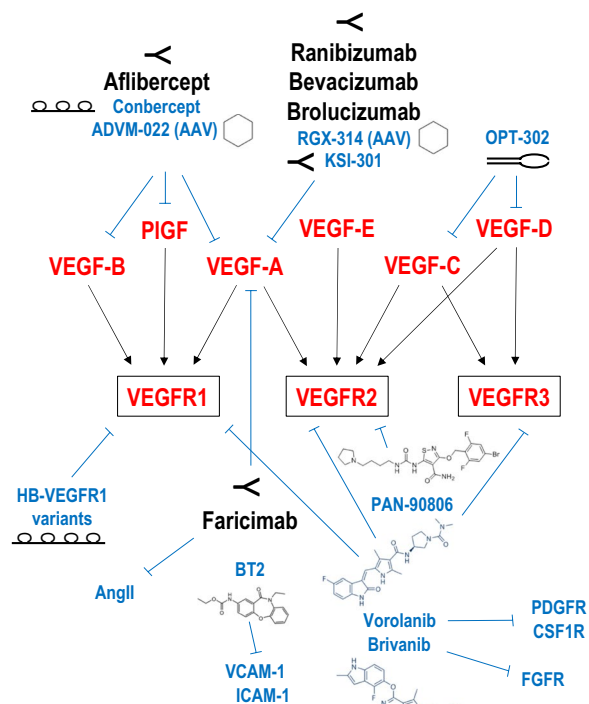 Aflibercept
Conbercept
ADVM-022 (AAV)
Ranibizumab
Bevacizumab
Brolucizumab
RGX-314 (AAV)
KSI-301
OPT-302
PlGF
VEGF-B
VEGF-A
VEGF-E
VEGF-C
VEGF-D
VEGFR1
VEGFR2
VEGFR3
N
N
H
O
N
H
S
N
O
NH₂
F
F
Br
PAN-90806
HB-VEGFR1
variants
Faricimab
AngII
BT2
O
O
N
H
O
N
O
F
O
N
H
N
H
O
H
N
N
O
N
Vorolanib
Brivanib
PDGFR
CSF1R
FGFR
VCAM-1
ICAM-1
H
N
F
O